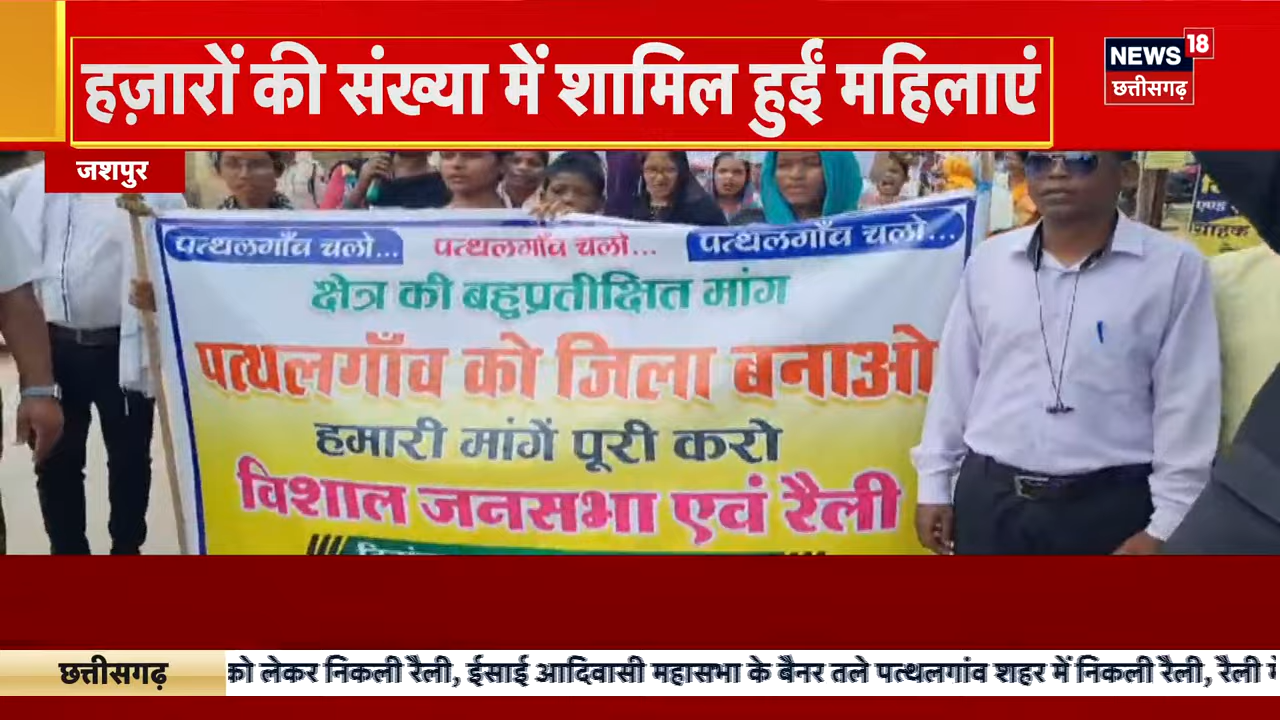 हज़ारों की संख्या में शामिल हुईं महिलाएं
NEWS 18
छत्तीसगढ़
जशपुर
पत्थलगाँव चलो... पत्थलगाँव चलो... पत्थलगाँव चलो...
क्षेत्र की बहुप्रतीक्षित मांग
पत्थलगाँव को जिला बनाओ
हमारी मांगें पूरी करो
विशाल जनसभा एवं रैली
एण्ड
ग्राहक
छत्तीसगढ़
को लेकर निकली रैली, ईसाई आदिवासी महासभा के बैनर तले पत्थलगांव शहर में निकली रैली, रैली में